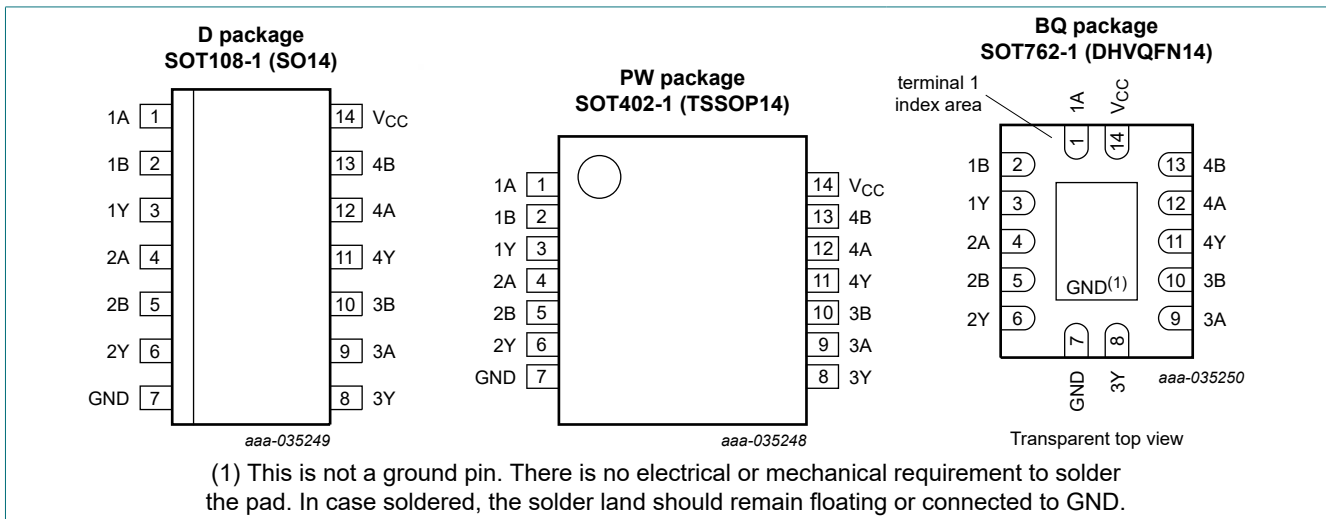 D package
SOT108-1 (SO14)
1A 1
14 VCC
1B 2
13 4B
1Y 3
12 4A
2A 4
11 4Y
2B 5
10 3B
2Y 6
9 3A
GND 7
8 3Y
aaa-035249
PW package
SOT402-1 (TSSOP14)
1A 1
14 VCC
1B 2
13 4B
1Y 3
12 4A
2A 4
11 4Y
2B 5
10 3B
2Y 6
9 3A
GND 7
8 3Y
aaa-035248
BQ package
SOT762-1 (DHVQFN14)
terminal 1
index area
1A
VCC
1
14
1B 2
13 4B
1Y 3
12 4A
2A 4
11 4Y
2B 5
10 3B
GND(1)
2Y 6
9 3A
7
8
GND
3Y
aaa-035250
Transparent top view
(1) This is not a ground pin. There is no electrical or mechanical requirement to solder
the pad. In case soldered, the solder land should remain floating or connected to GND.